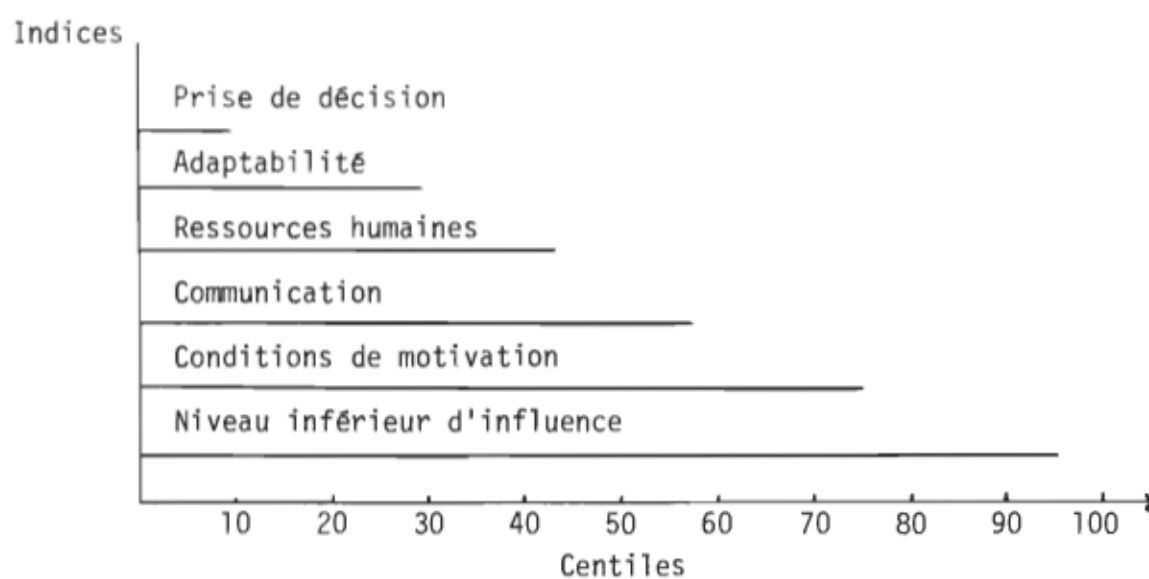 Indices
Prise de décision
Adaptabilité
Ressources humaines
Communication
Conditions de motivation
Niveau inférieur d'influence
10 20 30 40 50 60 70 80 90 100
Centiles